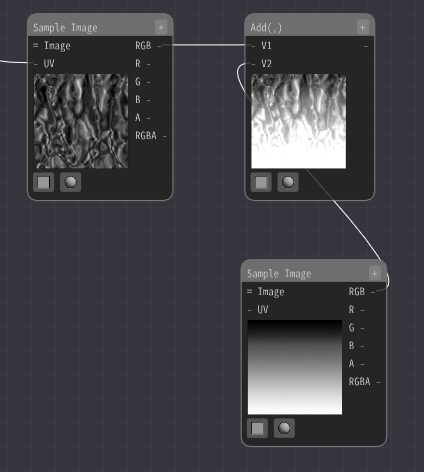 Sample Image +
= Image RGB -
- UV R -
G -
B -
A -
RGBA -
Add(,) +
- V1 -
- V2
Sample Image +
= Image RGB -
- UV R -
G -
B -
A -
RGBA -